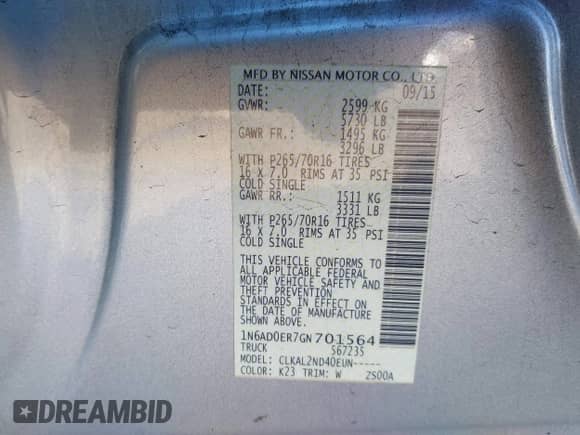 MFD BY NISSAN MOTOR CO., LTD
DATE: 09/15
GVWR: 2599 KG
5730 LB
GAWR FR.: 1495 KG
3296 LB
WITH P265/70R16 TIRES
16 X 7.0 RIMS AT 35 PSI
COLD SINGLE
GAWR RR.: 1511 KG
3331 LB
WITH P265/70R16 TIRES
16 X 7.0 RIMS AT 35 PSI
COLD SINGLE
THIS VEHICLE CONFORMS TO
ALL APPLICABLE FEDERAL
MOTOR VEHICLE SAFETY AND
THEFT PREVENTION
STANDARDS IN EFFECT ON
THE DATE OF MANUFACTURE
SHOWN ABOVE.
1N6AD0ER7GN701564
TRUCK 567235
MODEL: CLKAL2ND40EUN-----
COLOR: K23 TRIM: W 2S00A
DREAMBID